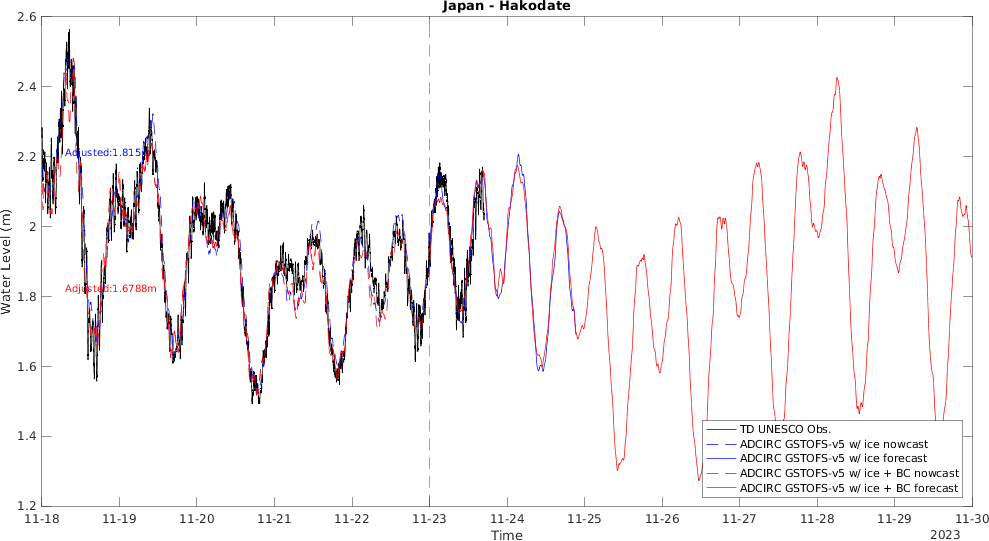 Japan - Hakodate
2.6
2.4
2.2
2
1.8
1.6
1.4
1.2
Water Level (m)
Adjusted:1.815
Adjusted:1.6788m
TD UNESCO Obs.
ADCIRC GSTOFS-v5 w/ ice nowcast
ADCIRC GSTOFS-v5 w/ ice forecast
ADCIRC GSTOFS-v5 w/ ice + BC nowcast
ADCIRC GSTOFS-v5 w/ ice + BC forecast
11-18 11-19 11-20 11-21 11-22 11-23 11-24 11-25 11-26 11-27 11-28 11-29 11-30
Time
2023